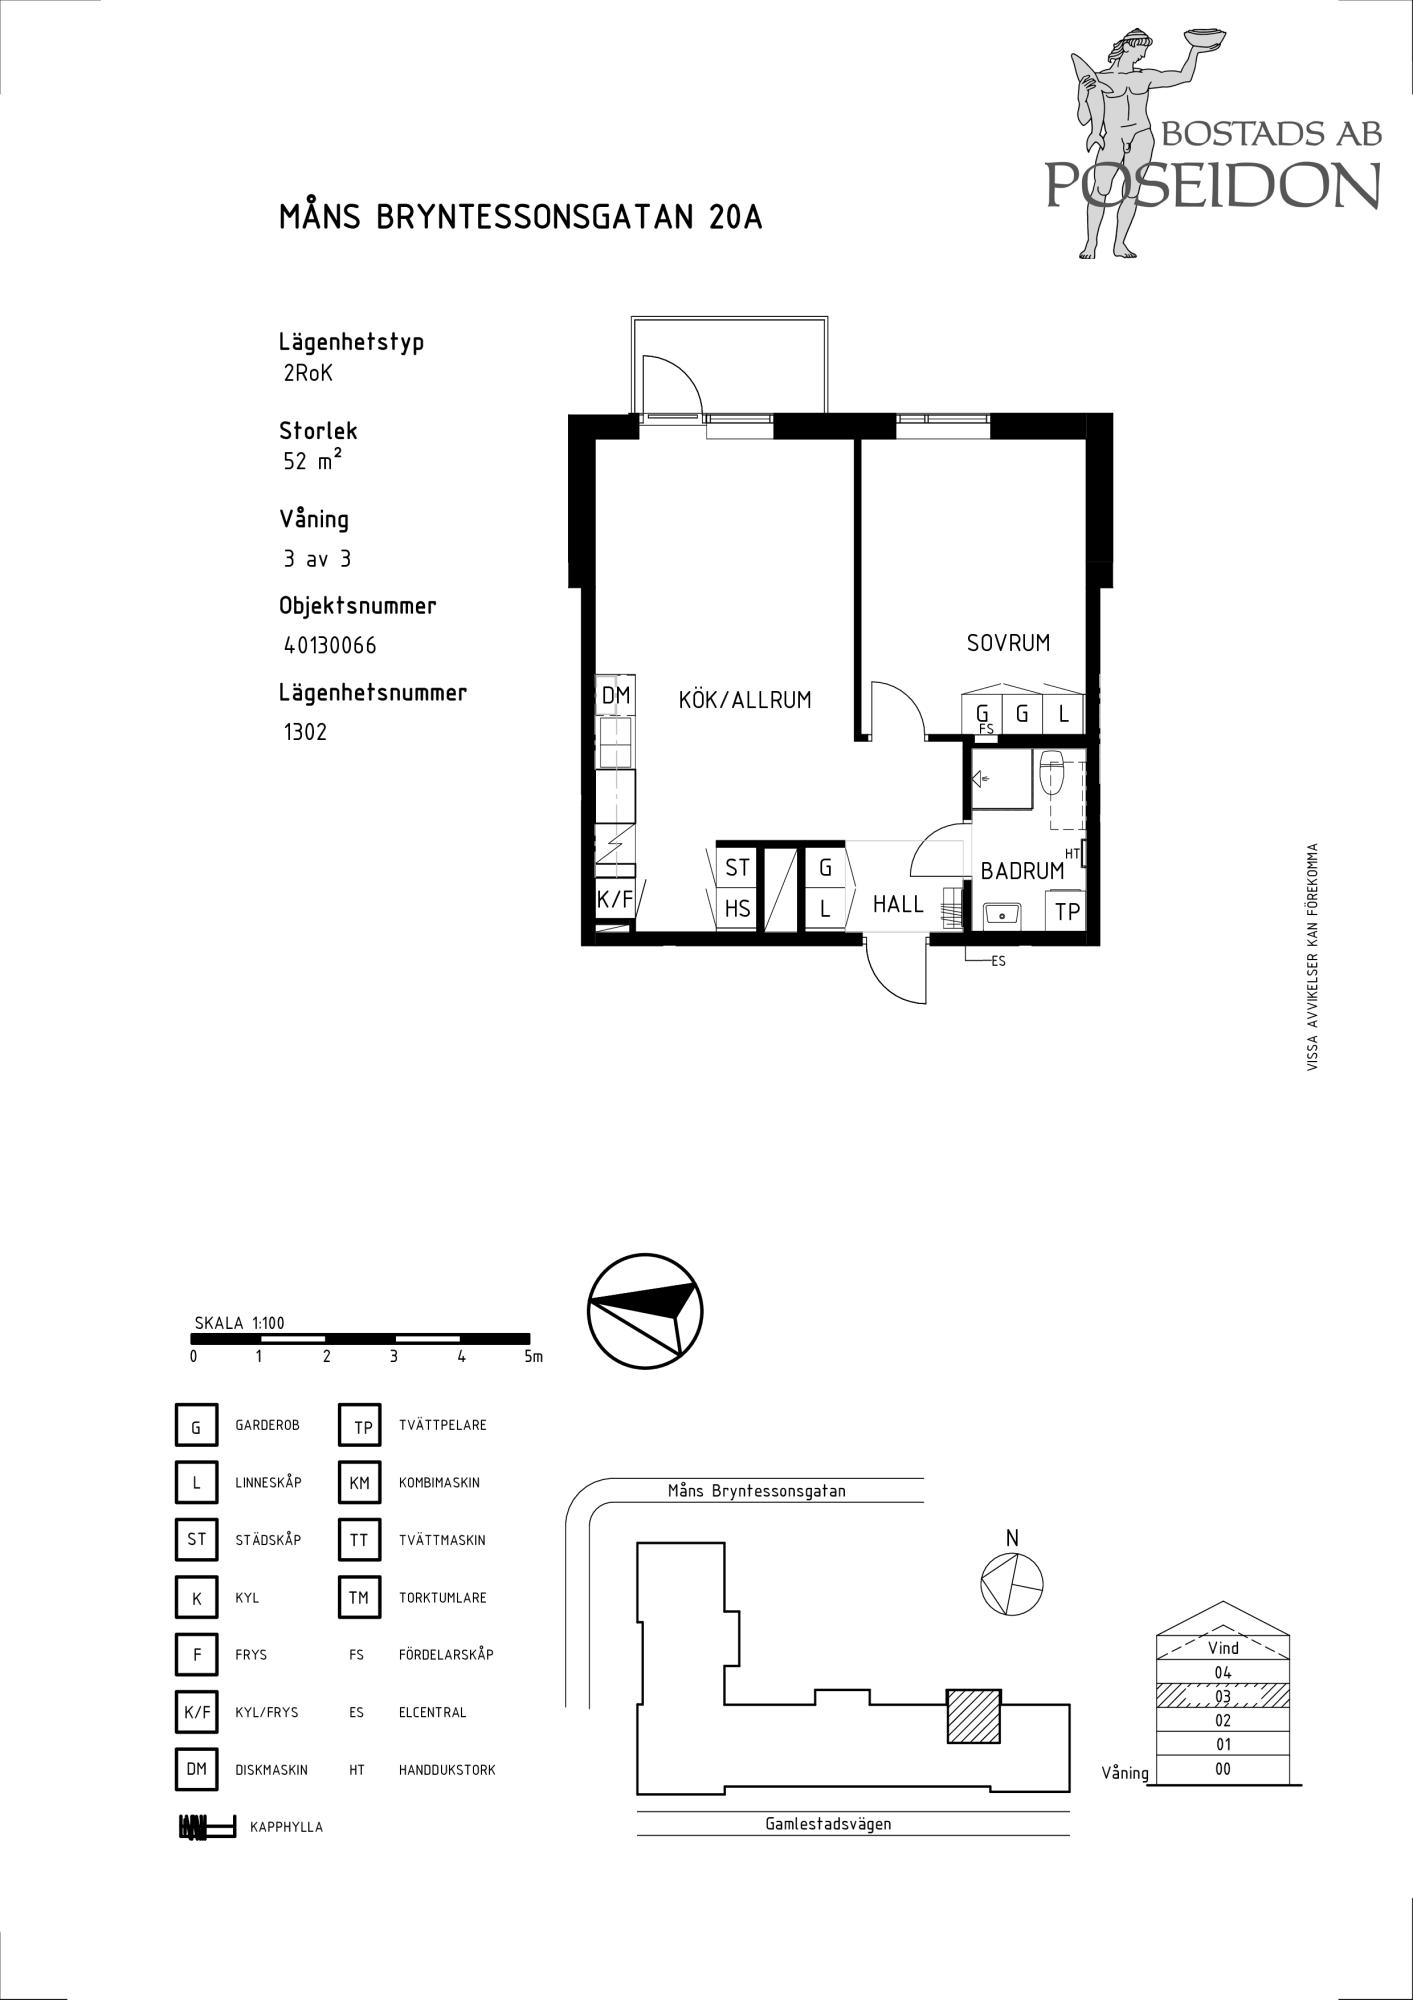 BOSTADS AB
POSEIDON
MÅNS BRYNTESSONSGATAN 20A
Lägenhetstyp
2RoK
Storlek
52 m²
Våning
3 av 3
Objektsnummer
40130066
Lägenhetsnummer
1302
SOVRUM
DM
KÖK/ALLRUM
G
G
L
FS
ST
G
HT
BADRUM
K/F
HS
L
HALL
TP
ES
VISSA AVVIKELSER KAN FÖREKOMMA
SKALA 1:100
0 1 2 3 4 5m
G GARDEROB
TP TVÄTTPELARE
L LINNESKÅP
KM KOMBIMASKIN
ST STÄDSKÅP
TT TVÄTTMASKIN
K KYL
TM TORKTUMLARE
F FRYS
FS FÖRDELARSKÅP
K/F KYL/FRYS
ES ELCENTRAL
DM DISKMASKIN
HT HANDDUKSTORK
KAPPHYLLA
Måns Bryntessonsgatan
N
Gamlestadsvägen
Vind
04
03
02
01
00
Våning